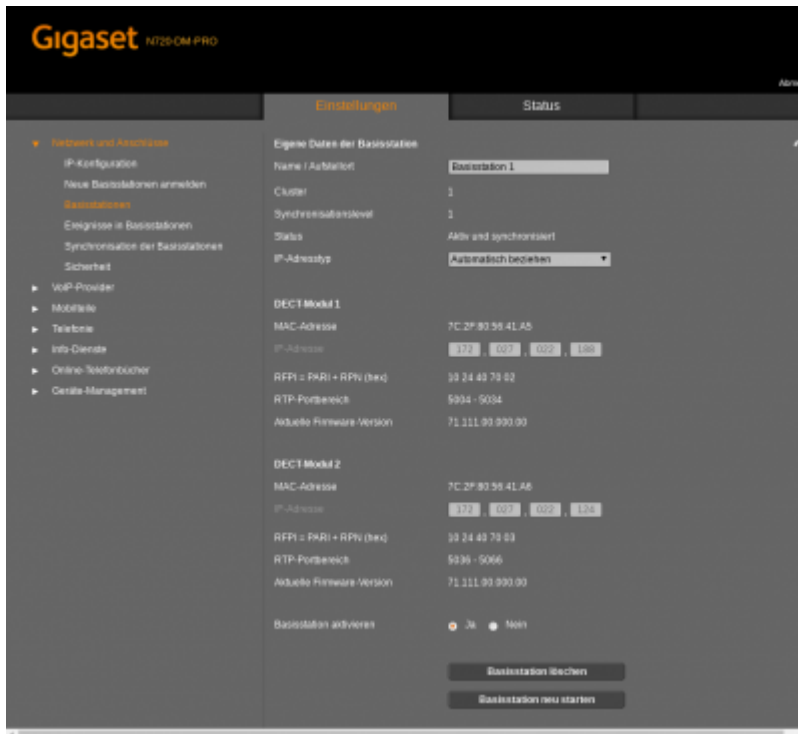 Gigaset N720-DM-PRO
Einstellungen
Status
Netzwerk und Anschlüsse
IP-Konfiguration
Neue Basisstationen anmelden
Basisstationen
Ereignisse in Basisstationen
Synchronisation der Basisstationen
Sicherheit
VoIP-Provider
Mobilteile
Telefonie
Info-Dienste
Online-Telefonbücher
Geräte-Management
Eigene Daten der Basisstation
Name / Aufstellort Basisstation 1
Cluster 1
Synchronisationslevel 1
Status Aktiv und synchronisiert
IP-Adresstyp Automatisch beziehen
DECT-Modul 1
MAC-Adresse 7C:2F:80:56:41:A5
IP-Adresse 172 . 027 . 022 . 188
RFPI = PARI + RPN (hex) 10 24 40 70 02
RTP-Portbereich 5004 - 5034
Aktuelle Firmware-Version 71.111.00.000.00
DECT-Modul 2
MAC-Adresse 7C:2F:80:56:41:A6
IP-Adresse 172 . 027 . 022 . 124
RFPI = PARI + RPN (hex) 10 24 40 70 03
RTP-Portbereich 5036 - 5066
Aktuelle Firmware-Version 71.111.00.000.00
Basisstation aktivieren Ja Nein
Basisstation löschen
Basisstation neu starten